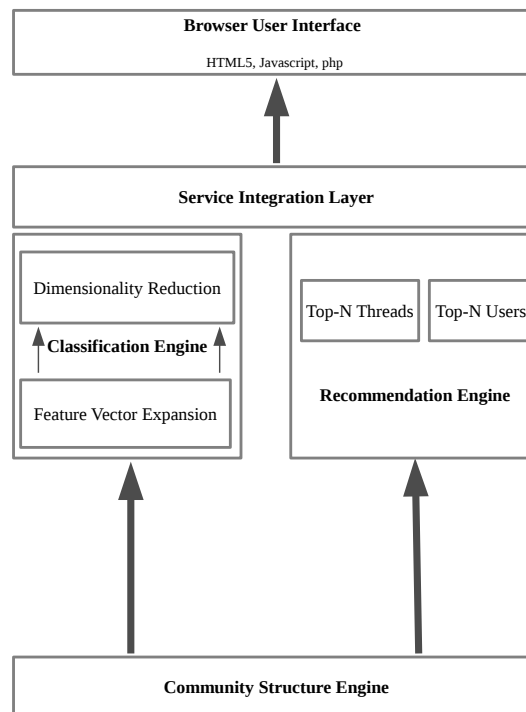 Browser User Interface
HTML5, Javascript, php
Service Integration Layer
Dimensionality Reduction
Classification Engine
Feature Vector Expansion
Top-N Threads
Top-N Users
Recommendation Engine
Community Structure Engine